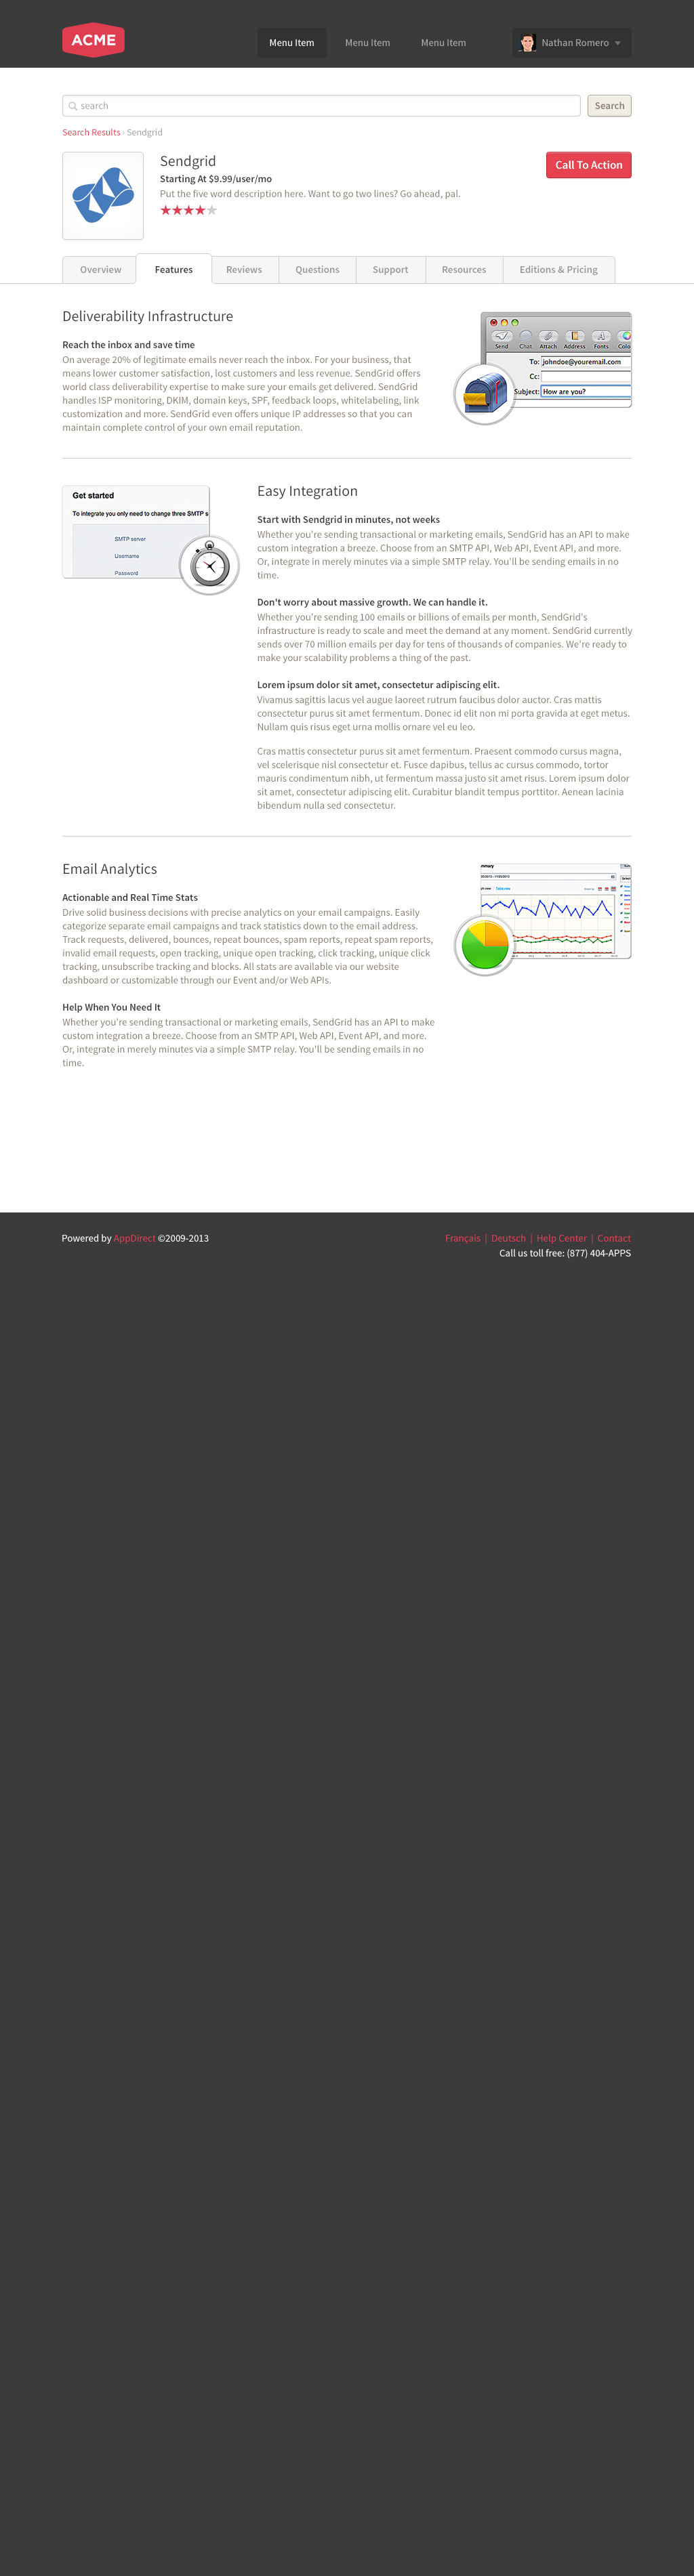 ACME
Menu Item
Menu Item
Menu Item
Nathan Romero
search
Search
Search Results › Sendgrid
Sendgrid
Starting At $9.99/user/mo
Put the five word description here. Want to go two lines? Go ahead, pal.
Call To Action
Overview
Features
Reviews
Questions
Support
Resources
Editions & Pricing
Deliverability Infrastructure
Reach the inbox and save time
On average 20% of legitimate emails never reach the inbox. For your business, that
means lower customer satisfaction, lost customers and less revenue. SendGrid offers
world class deliverability expertise to make sure your emails get delivered. SendGrid
handles ISP monitoring, DKIM, domain keys, SPF, feedback loops, whitelabeling, link
customization and more. SendGrid even offers unique IP addresses so that you can
maintain complete control of your own email reputation.
Send
Chat
Attach
Address
Fonts
Colo
To: johndoe@youremail.com
Cc:
Subject: How are you?
Get started
To integrate you only need to change three SMTP s
SMTP server
Username
Password
Easy Integration
Start with Sendgrid in minutes, not weeks
Whether you're sending transactional or marketing emails, SendGrid has an API to make
custom integration a breeze. Choose from an SMTP API, Web API, Event API, and more.
Or, integrate in merely minutes via a simple SMTP relay. You'll be sending emails in no
time.
Don't worry about massive growth. We can handle it.
Whether you're sending 100 emails or billions of emails per month, SendGrid's
infrastructure is ready to scale and meet the demand at any moment. SendGrid currently
sends over 70 million emails per day for tens of thousands of companies. We're ready to
make your scalability problems a thing of the past.
Lorem ipsum dolor sit amet, consectetur adipiscing elit.
Vivamus sagittis lacus vel augue laoreet rutrum faucibus dolor auctor. Cras mattis
consectetur purus sit amet fermentum. Donec id elit non mi porta gravida at eget metus.
Nullam quis risus eget urna mollis ornare vel eu leo.
Cras mattis consectetur purus sit amet fermentum. Praesent commodo cursus magna,
vel scelerisque nisl consectetur et. Fusce dapibus, tellus ac cursus commodo, tortor
mauris condimentum nibh, ut fermentum massa justo sit amet risus. Lorem ipsum dolor
sit amet, consectetur adipiscing elit. Curabitur blandit tempus porttitor. Aenean lacinia
bibendum nulla sed consectetur.
Email Analytics
Actionable and Real Time Stats
Drive solid business decisions with precise analytics on your email campaigns. Easily
categorize separate email campaigns and track statistics down to the email address.
Track requests, delivered, bounces, repeat bounces, spam reports, repeat spam reports,
invalid email requests, open tracking, unique open tracking, click tracking, unique click
tracking, unsubscribe tracking and blocks. All stats are available via our website
dashboard or customizable through our Event and/or Web APIs.
Help When You Need It
Whether you're sending transactional or marketing emails, SendGrid has an API to make
custom integration a breeze. Choose from an SMTP API, Web API, Event API, and more.
Or, integrate in merely minutes via a simple SMTP relay. You'll be sending emails in no
time.
Powered by AppDirect ©2009-2013
Français | Deutsch | Help Center | Contact
Call us toll free: (877) 404-APPS